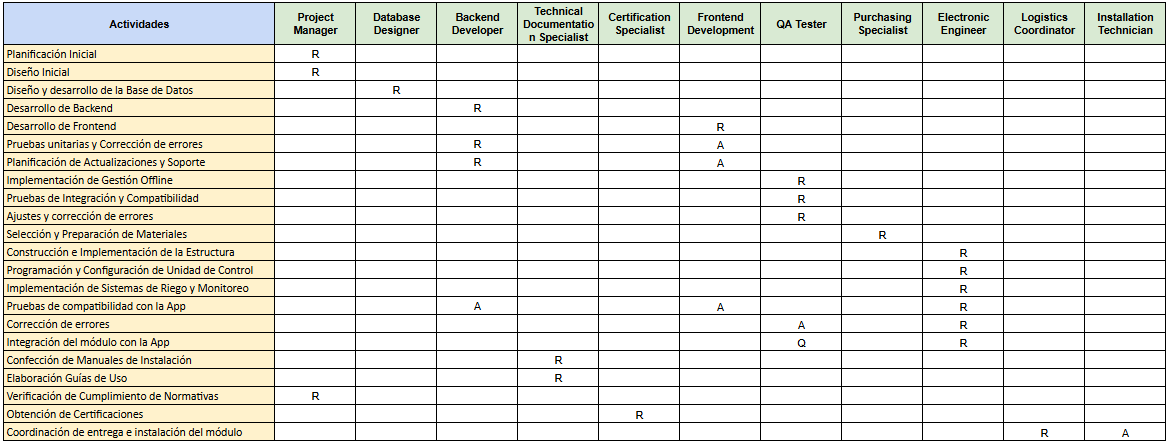 Actividades | Project Manager | Database Designer | Backend Developer | Technical Documentatio n Specialist | Certification Specialist | Frontend Development | QA Tester | Purchasing Specialist | Electronic Engineer | Logistics Coordinator | Installation Technician
Planificación Inicial | R
Diseño Inicial | R
Diseño y desarrollo de la Base de Datos | R
Desarrollo de Backend | R
Desarrollo de Frontend | R
Pruebas unitarias y Corrección de errores | R | A
Planificación de Actualizaciones y Soporte | R | A
Implementación de Gestión Offline | R
Pruebas de Integración y Compatibilidad | R
Ajustes y corrección de errores | R
Selección y Preparación de Materiales | R
Construcción e Implementación de la Estructura | R
Programación y Configuración de Unidad de Control | R
Implementación de Sistemas de Riego y Monitoreo | R
Pruebas de compatibilidad con la App | A | A | R
Corrección de errores | A | R
Integración del módulo con la App | Q | R
Confección de Manuales de Instalación | R
Elaboración Guías de Uso | R
Verificación de Cumplimiento de Normativas | R
Obtención de Certificaciones | R
Coordinación de entrega e instalación del módulo | R | A